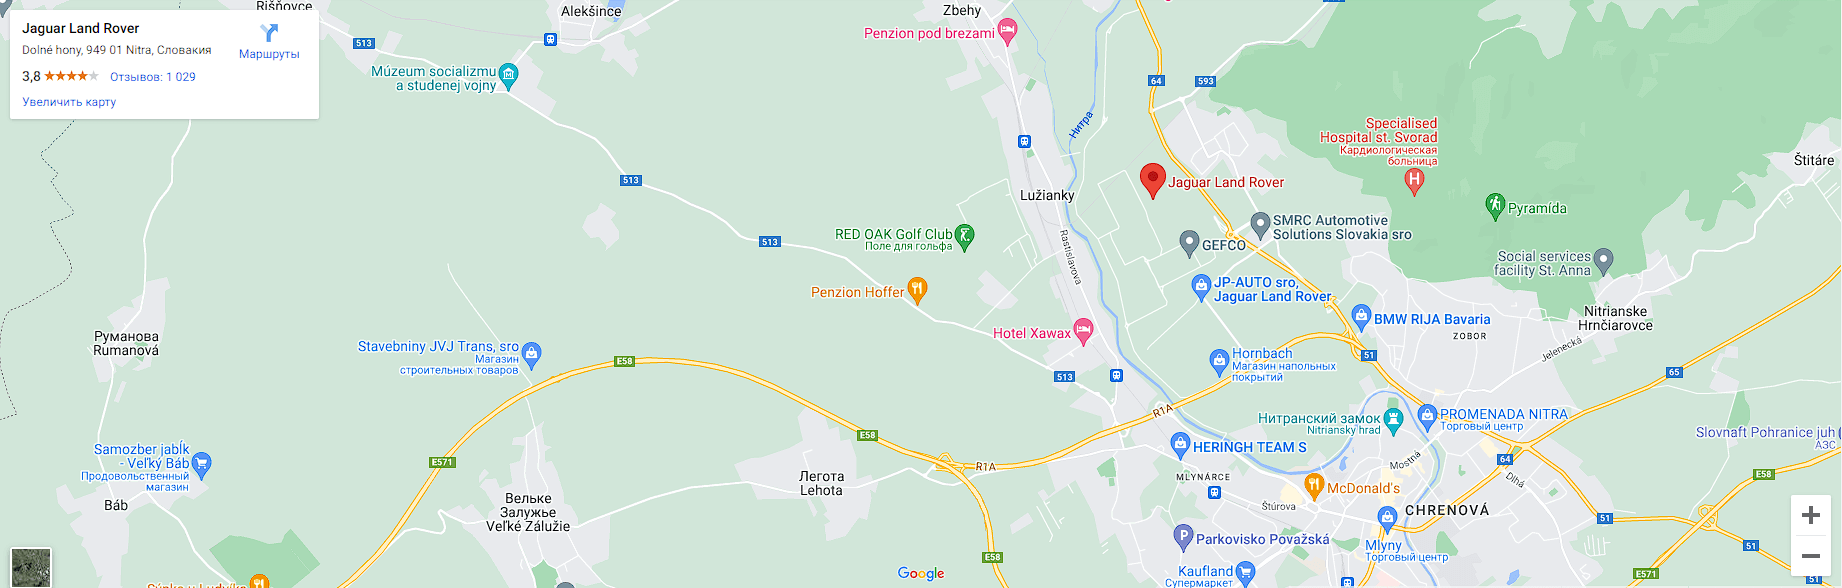 Jaguar Land Rover
Dolné hony, 949 01 Nitra, Словакия
3,8
Отзывов: 1 029
Маршруты
Увеличить карту
Rišňovce
Alekšince
Zbehy
Penzion pod brezami
513
Múzeum socializmu
a studenej vojny
64
593
Нитра
Specialised
Hospital st. Svorad
Кардиологическая
больница
Štitáre
513
Jaguar Land Rover
Lužianky
Pyramída
SMRC Automotive
Solutions Slovakia sro
RED OAK Golf Club
Поле для гольфа
513
GEFCO
Rastislavova
Social services
facility St. Anna
Penzion Hoffer
JP-AUTO sro,
Jaguar Land Rover
BMW RIJA Bavaria
ZOBOR
Nitrianske
Hrnčiarovce
Jelenecká
Руманова
Rumanová
Hotel Xawax
Stavebniny JVJ Trans, sro
Магазин
строительных товаров
E58
Hornbach
Магазин напольных
покрытий
51
513
65
R1A
Нитранский замок
Nitriansky hrad
PROMENADA NITRA
Торговый центр
Slovnaft Pohranice juh
АЗС
E58
HERINGH TEAM S
Samozber jabĺk
- Veľký Báb
Продовольственный
магазин
E571
R1A
Mostná
64
E58
MLYNÁRCE
Легота
Lehota
Dlhá
McDonald's
Báb
Вельке
Залужье
Veľké Zálužie
Štúrova
CHRENOVÁ
51
Parkovisko Považská
Mlyny
Торговый центр
51
E58
Google
Kaufland
Супермаркет
E571
51